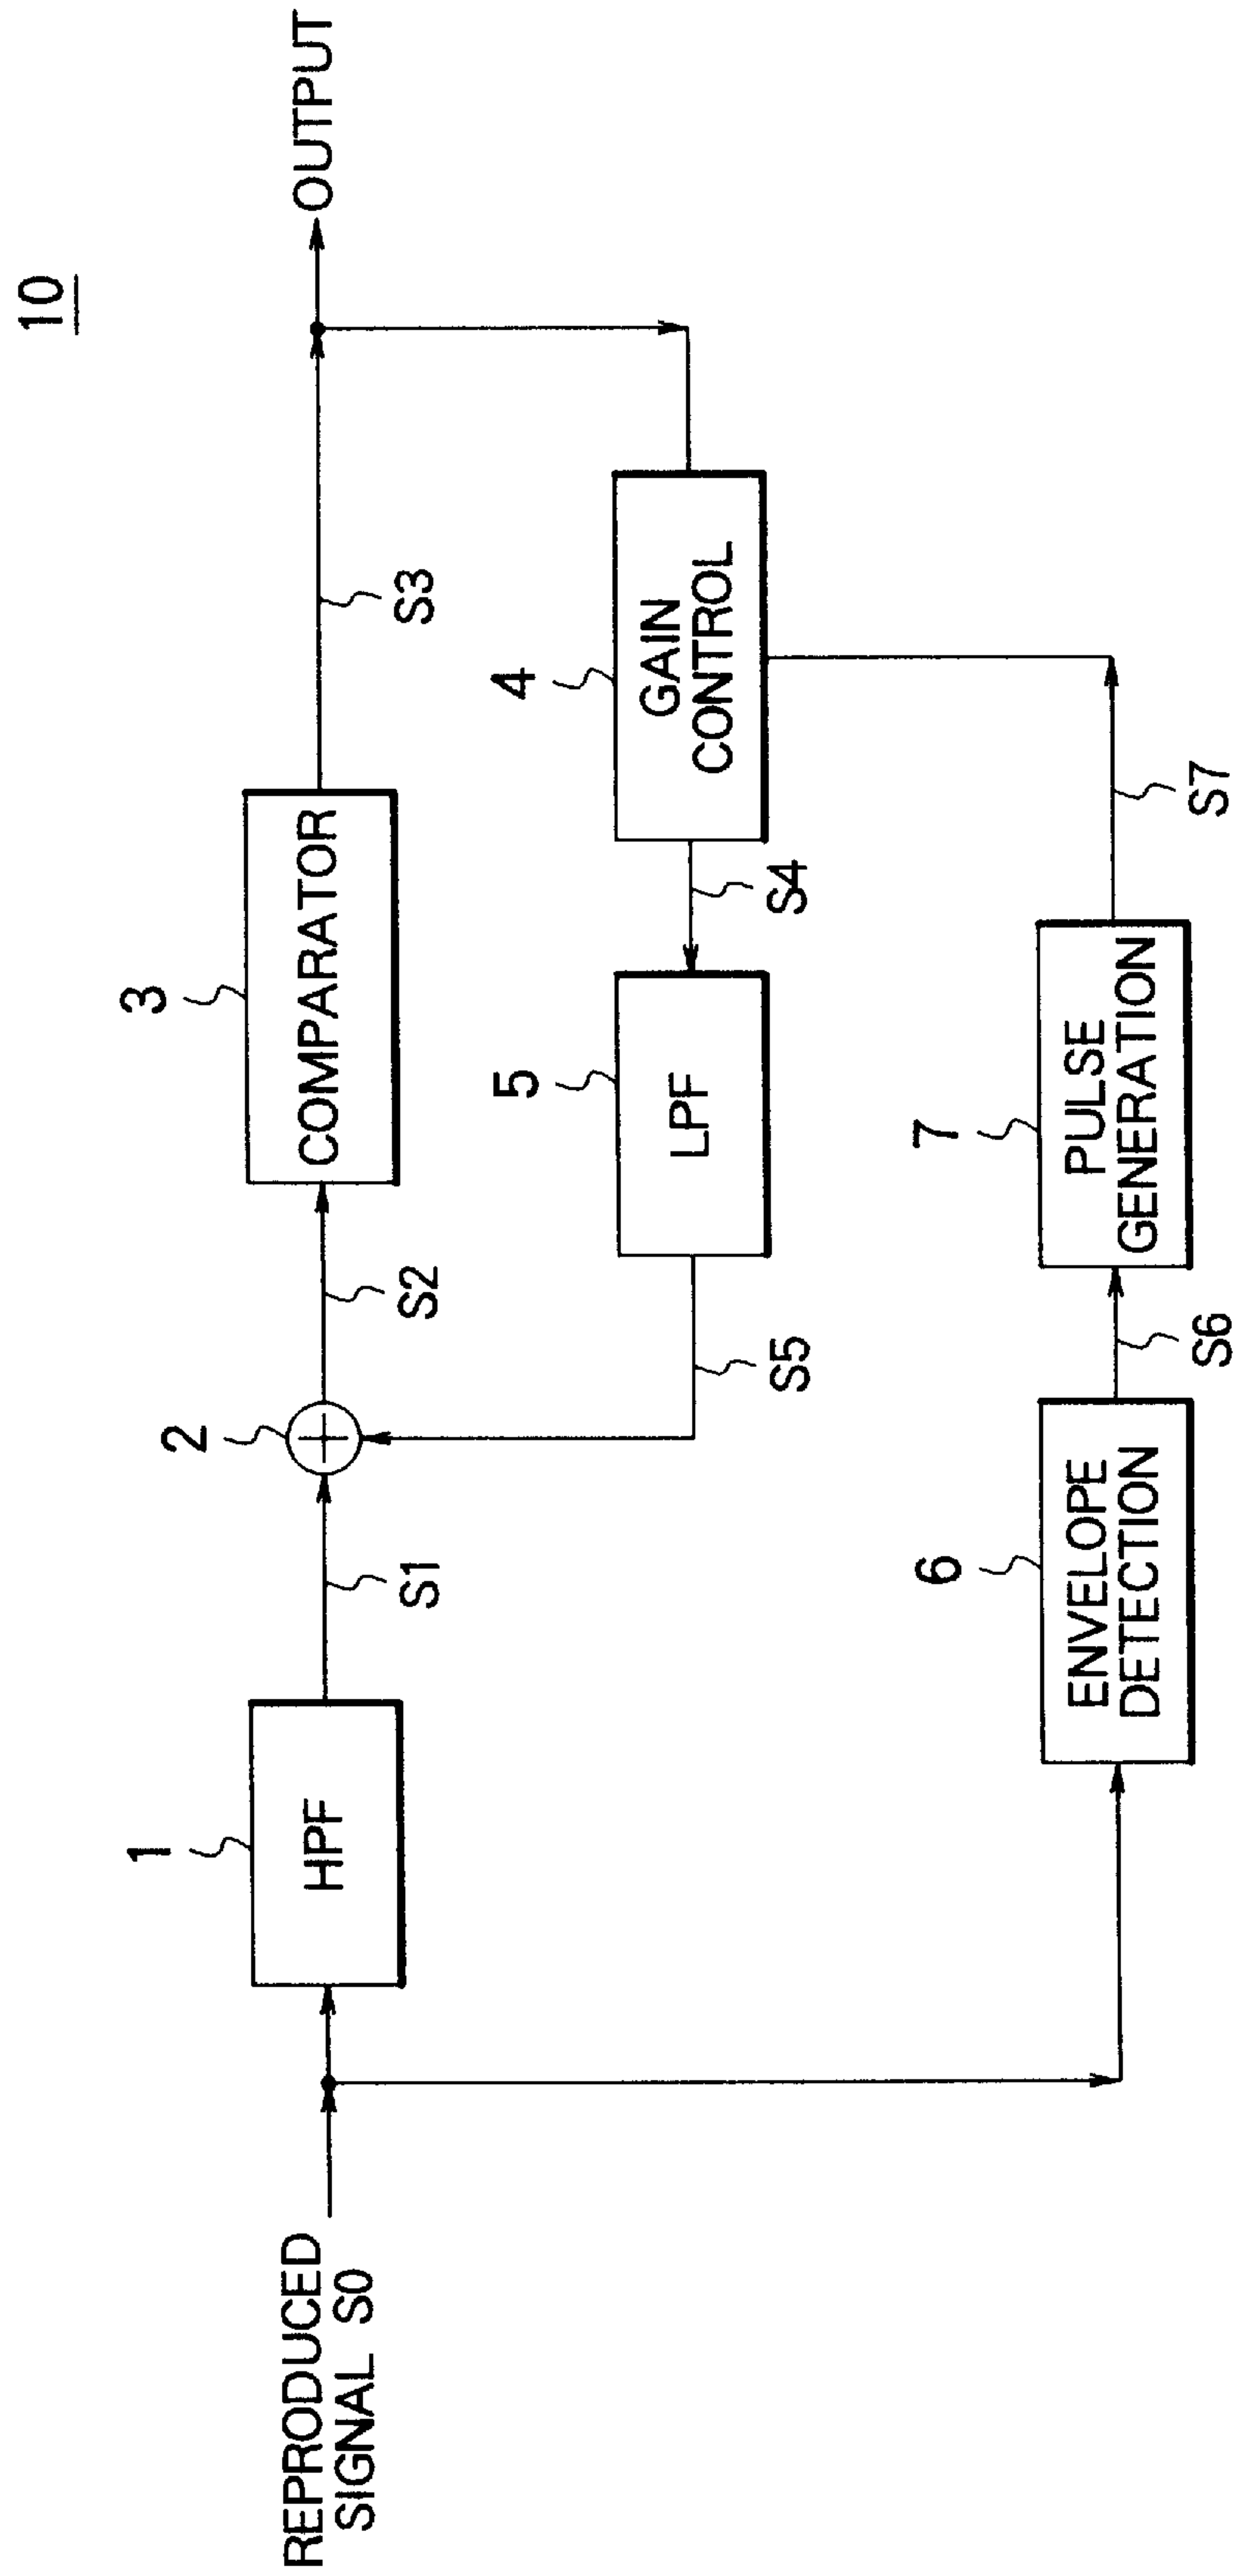 10
1
HPF
S1
2
S2
3
COMPARATOR
S3
OUTPUT
REPRODUCED
SIGNAL S0
5
LPF
S5
S4
4
GAIN
CONTROL
6
ENVELOPE
DETECTION
S6
7
PULSE
GENERATION
S7